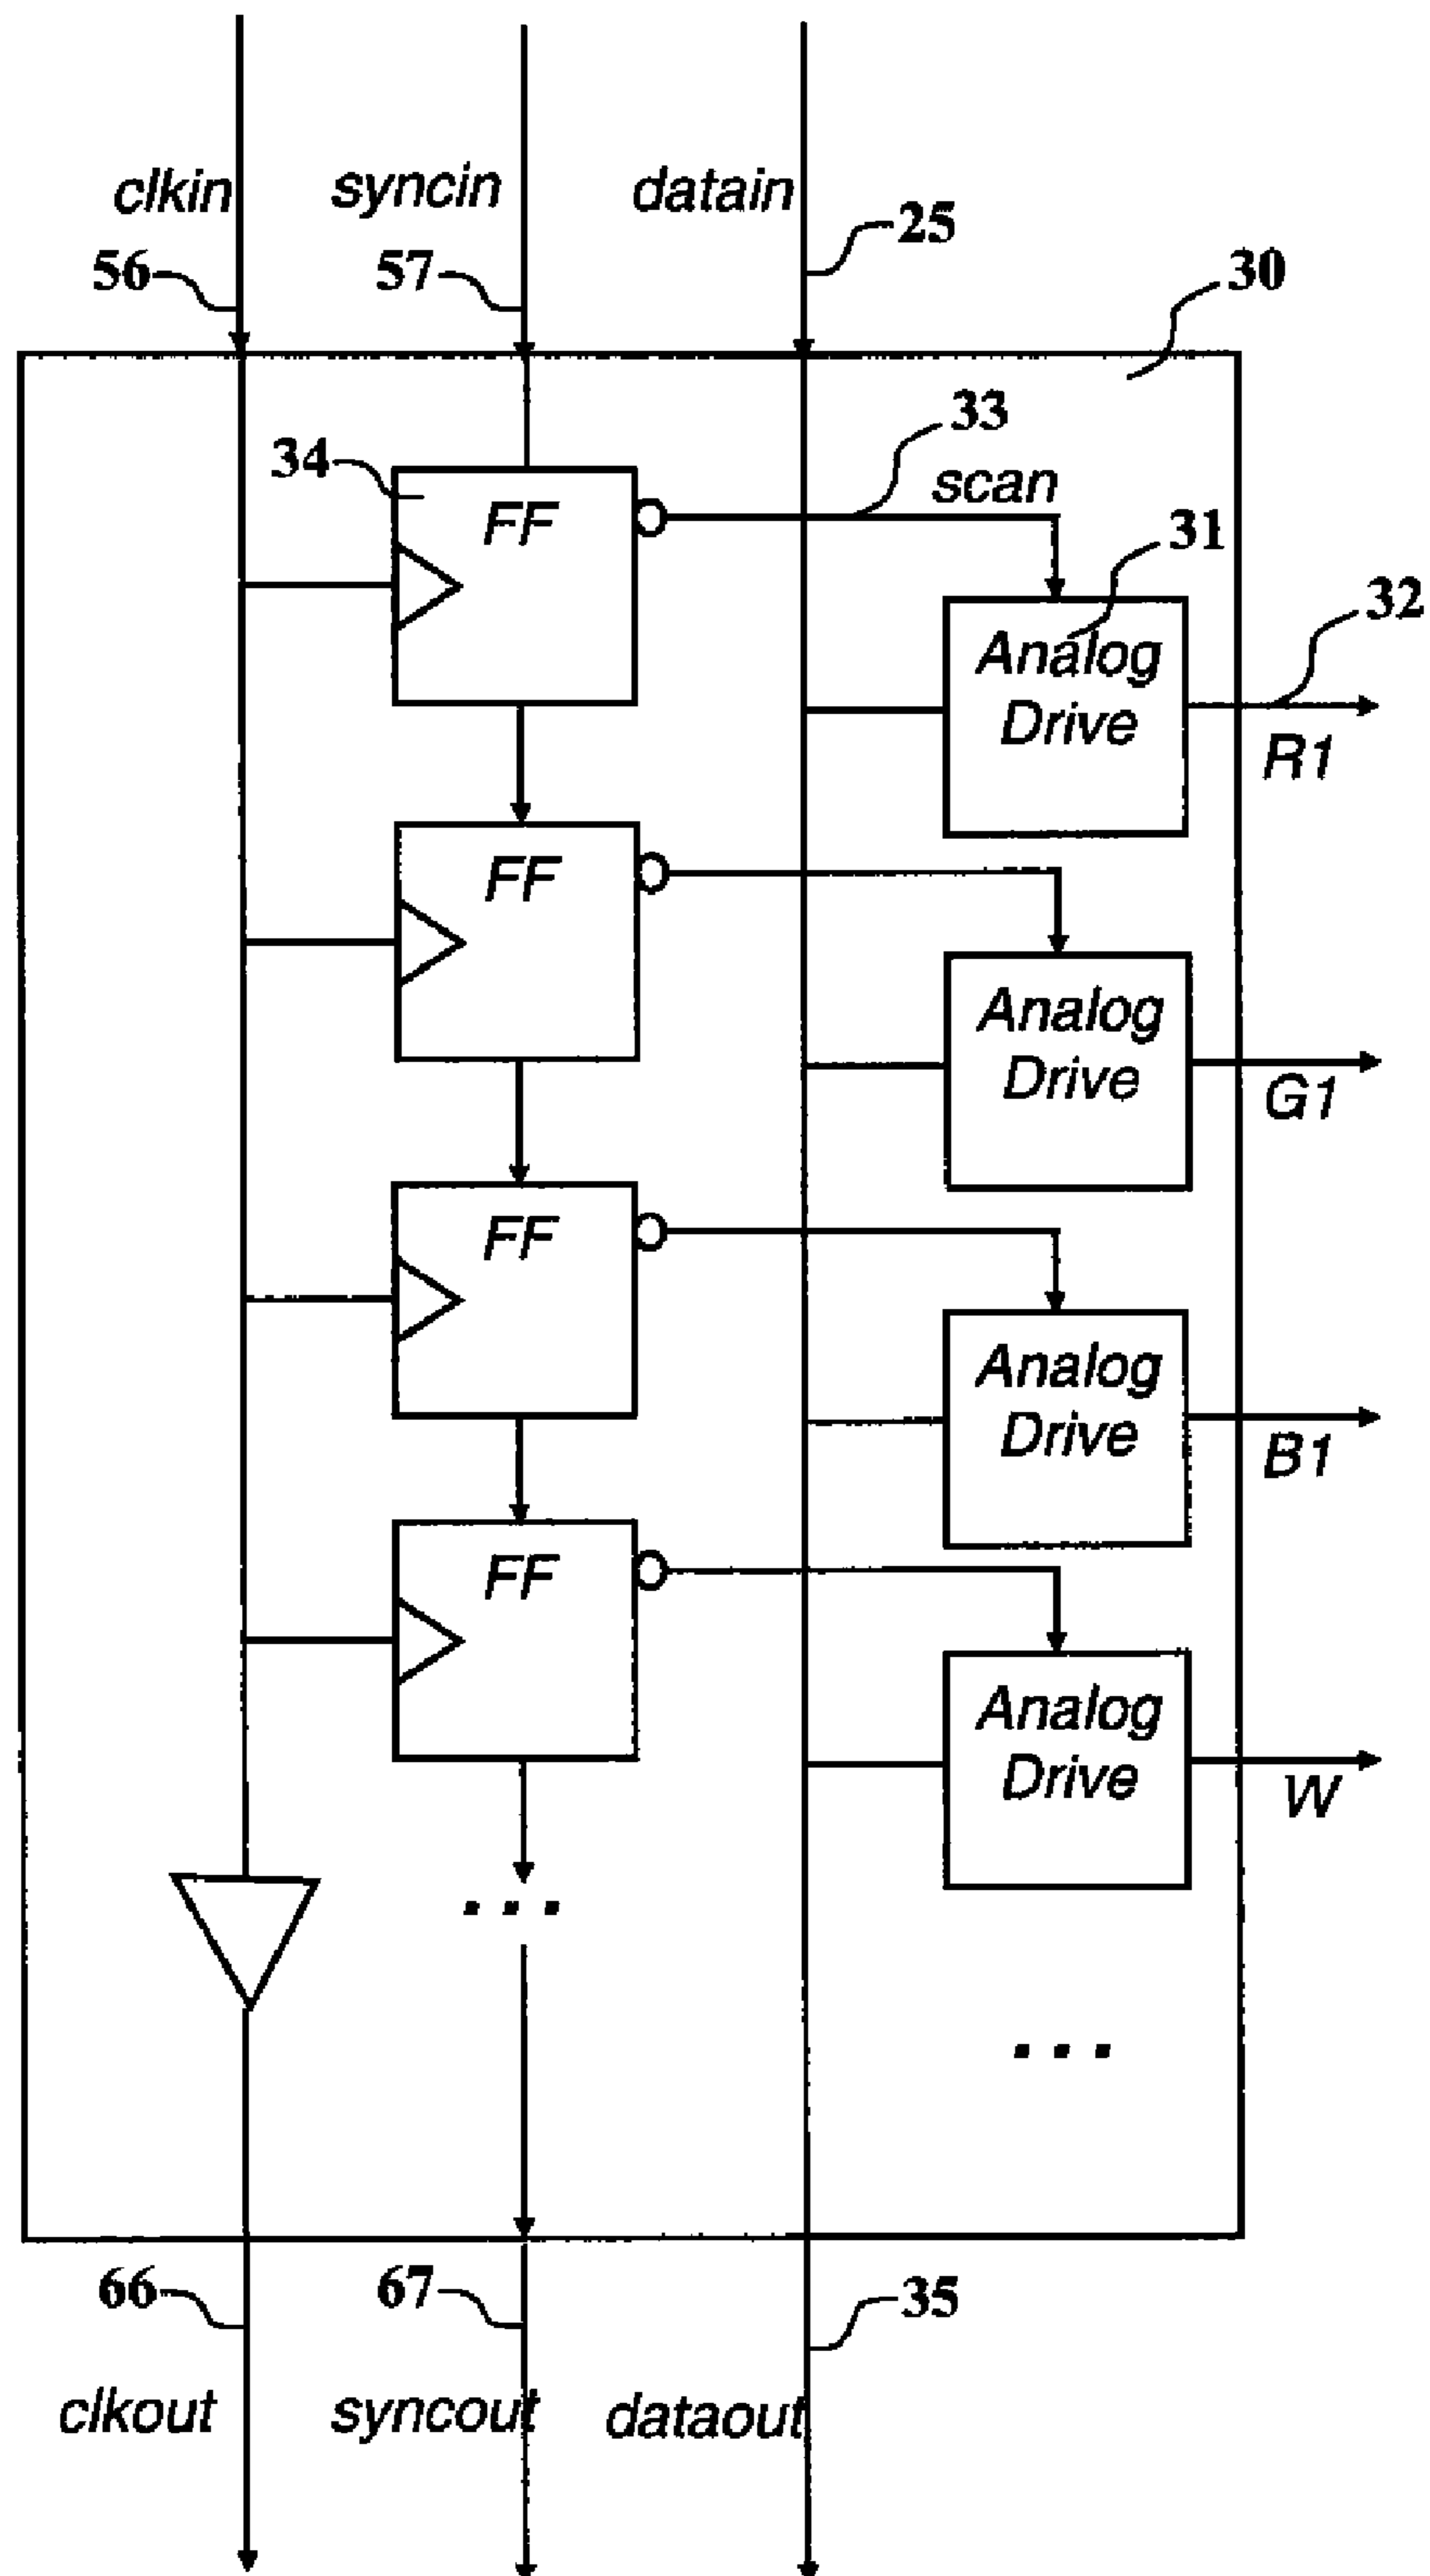 clkin
syncin
datain
25
56
57
30
33
34
scan
FF
31
32
Analog
Drive
R1
FF
Analog
Drive
G1
FF
Analog
Drive
B1
FF
Analog
Drive
W
...
...
66
67
35
clkout
syncout
dataout